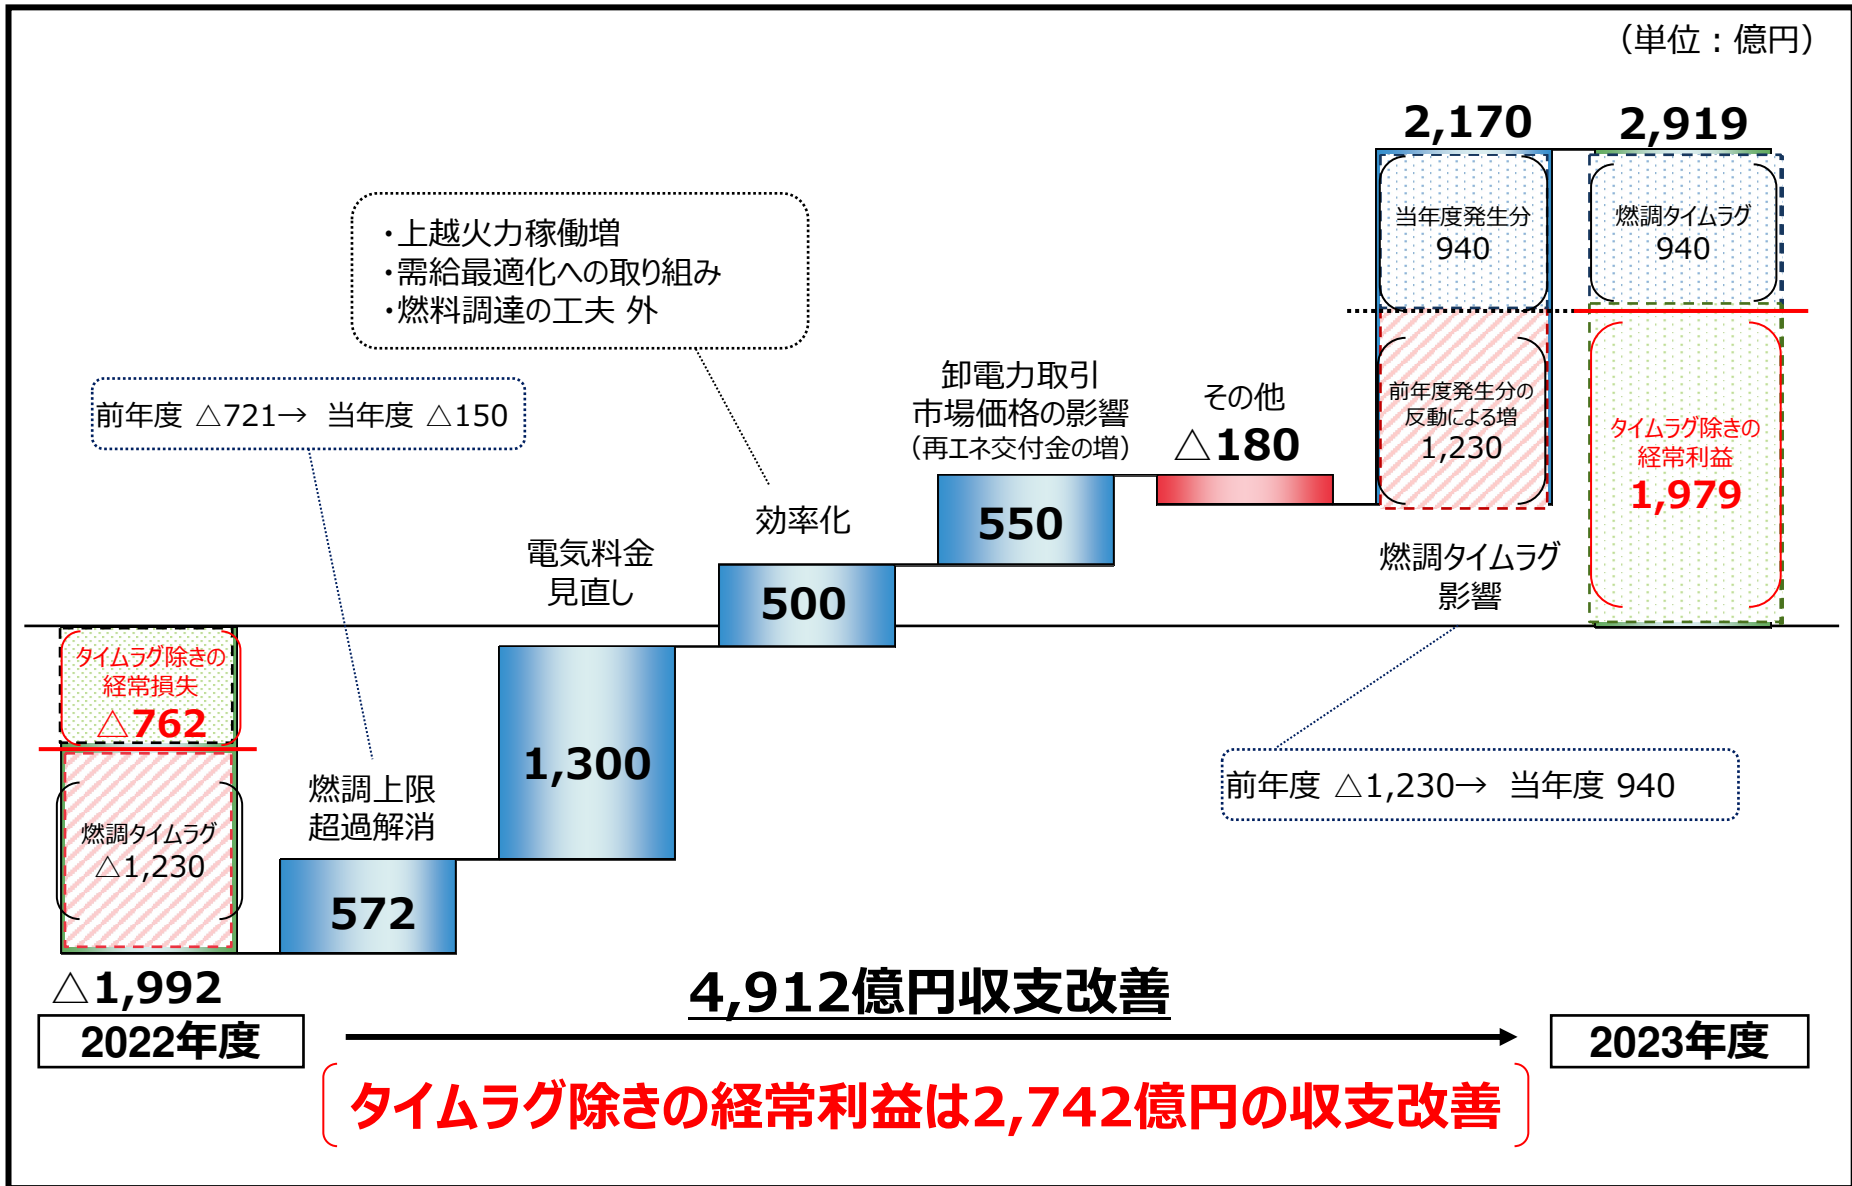 （単位：億円）
2,170
2,919
当年度発生分
940
燃調タイムラグ
940
・上越火力稼働増
・需給最適化への取り組み
・燃料調達の工夫 外
卸電力取引
市場価格の影響
（再エネ交付金の増）
その他
△180
前年度発生分の
反動による増
1,230
タイムラグ除きの
経常利益
1,979
前年度 △721→ 当年度 △150
550
効率化
電気料金
見直し
500
燃調タイムラグ
影響
タイムラグ除きの
経常損失
△762
1,300
燃調上限
超過解消
前年度 △1,230→ 当年度 940
燃調タイムラグ
△1,230
572
△1,992
4,912億円収支改善
2022年度
2023年度
タイムラグ除きの経常利益は2,742億円の収支改善